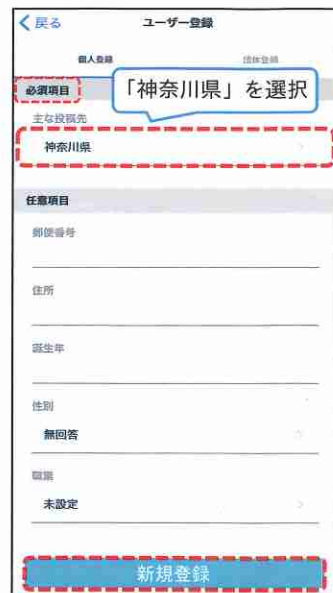 戻る
ユーザー登録
個人登録
団体登録
必須項目
「神奈川県」を選択
主な投稿先
神奈川県
任意項目
郵便番号
住所
誕生年
性別
無回答
職業
未設定
新規登録